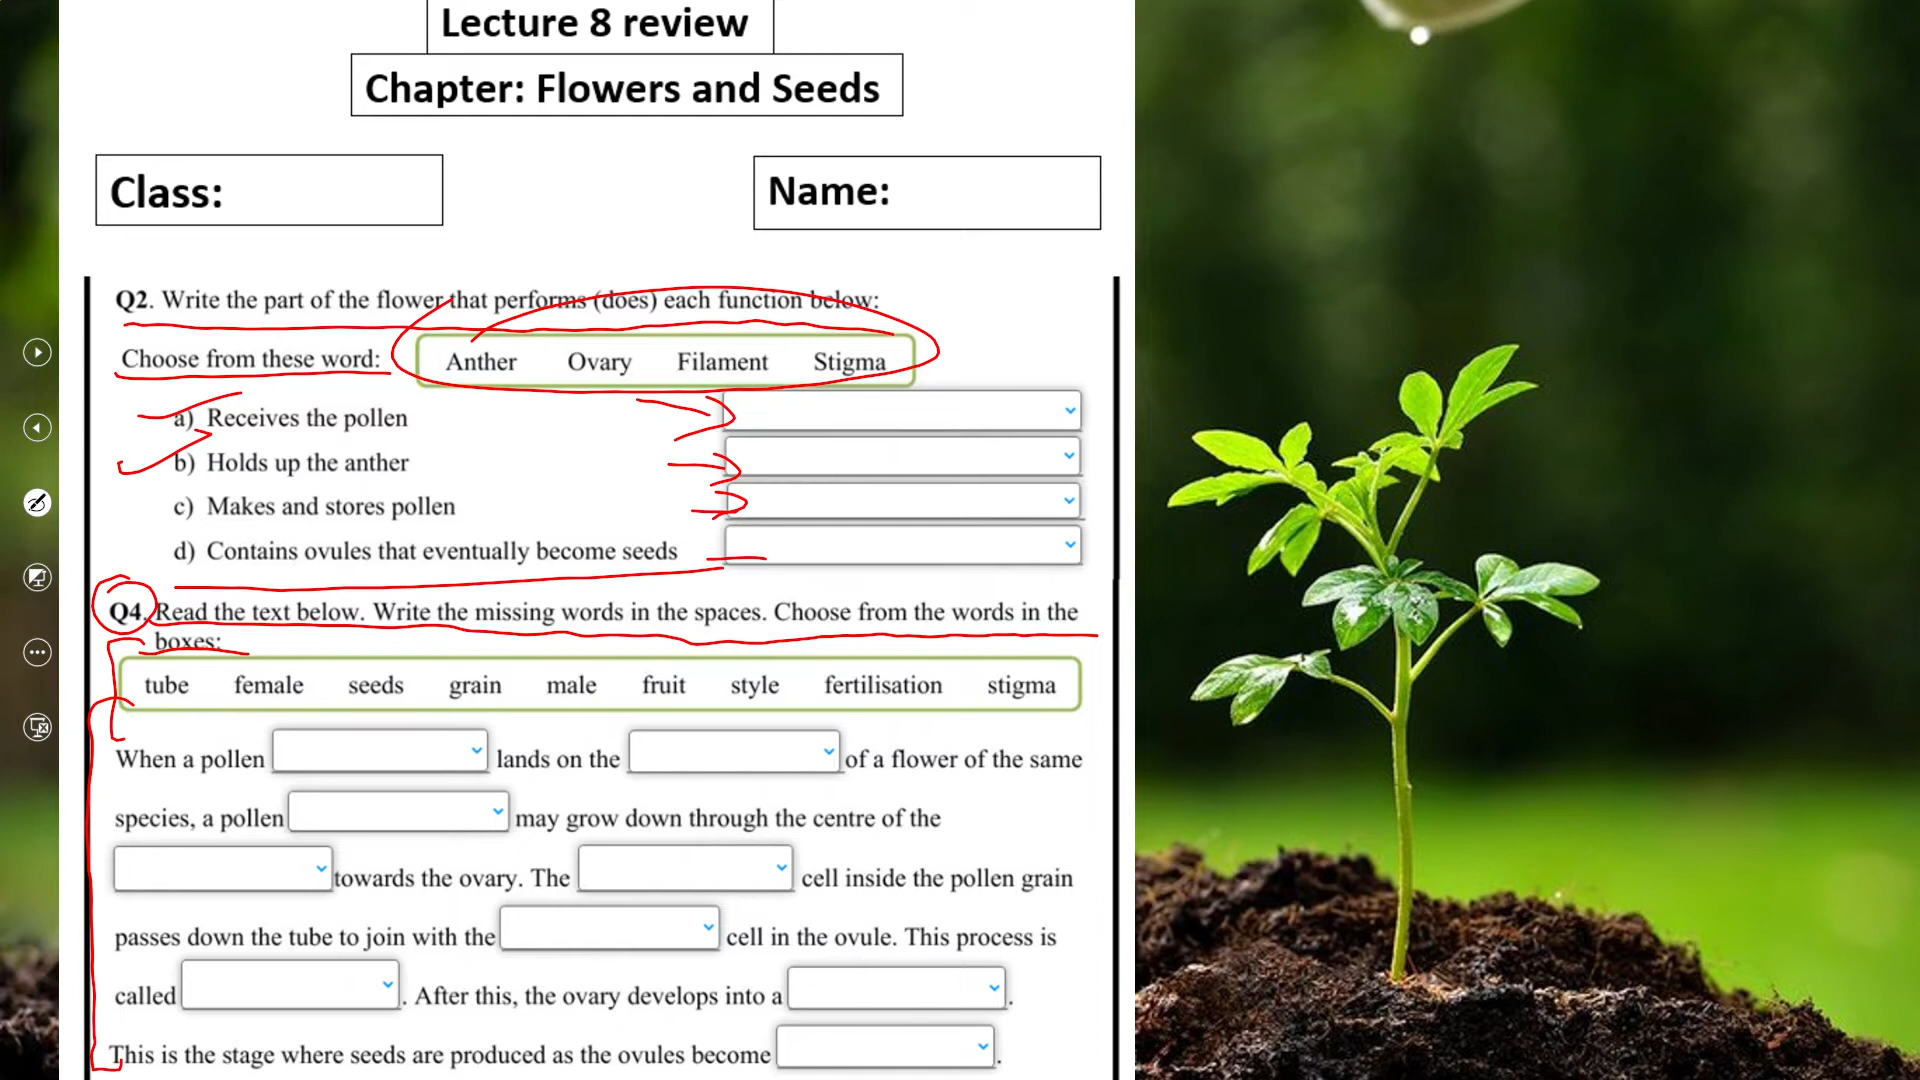 Lecture 8 review
Chapter: Flowers and Seeds
Class:
Name:
Q2. Write the part of the flower that performs (does) each function below:
Choose from these word:
Anther Ovary Filament Stigma
a) Receives the pollen
b) Holds up the anther
c) Makes and stores pollen
d) Contains ovules that eventually become seeds
Q4. Read the text below. Write the missing words in the spaces. Choose from the words in the
boxes:
tube female seeds grain male fruit style fertilisation stigma
When a pollen lands on the of a flower of the same
species, a pollen may grow down through the centre of the
towards the ovary. The cell inside the pollen grain
passes down the tube to join with the cell in the ovule. This process is
called . After this, the ovary develops into a .
This is the stage where seeds are produced as the ovules become .